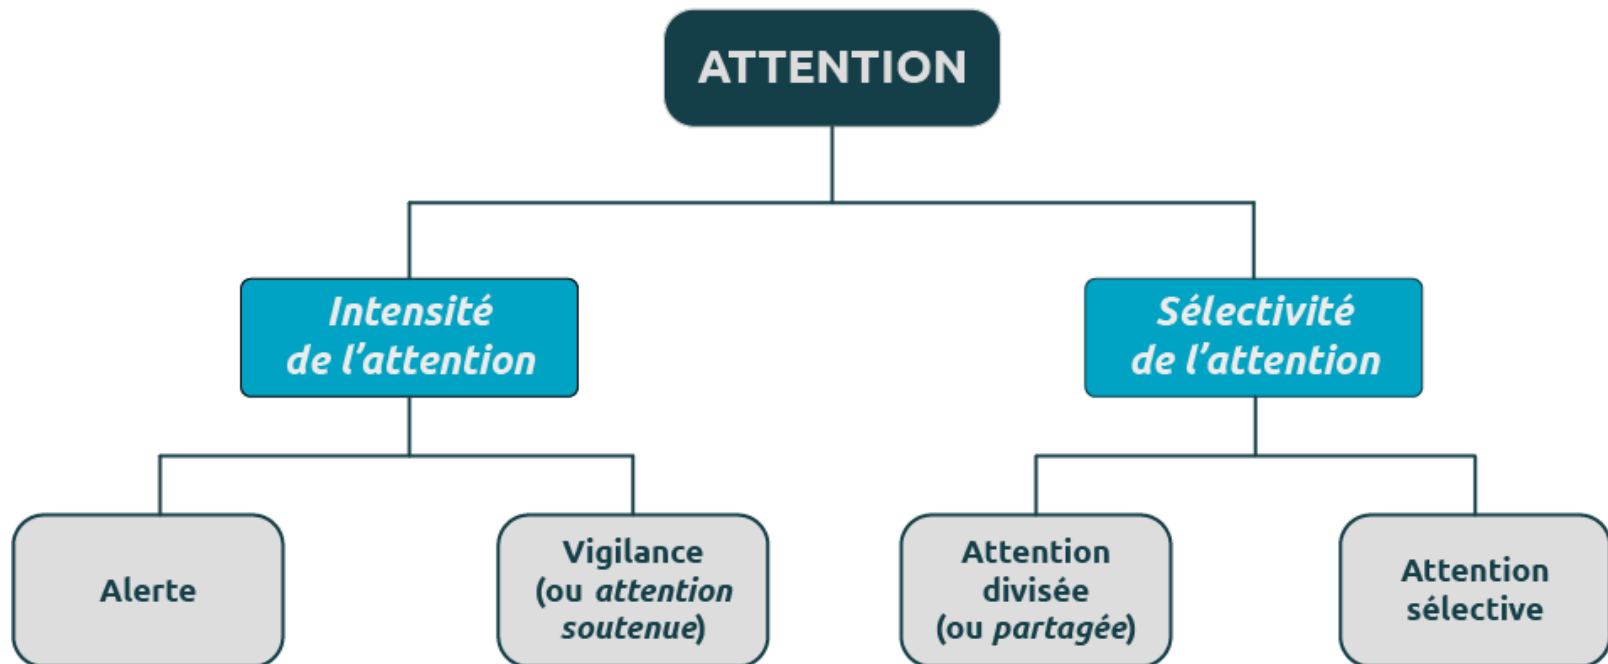 ATTENTION
Intensité
de l’attention
Sélectivité
de l’attention
Alerte
Vigilance
(ou attention
soutenue)
Attention
divisée
(ou partagée)
Attention
sélective